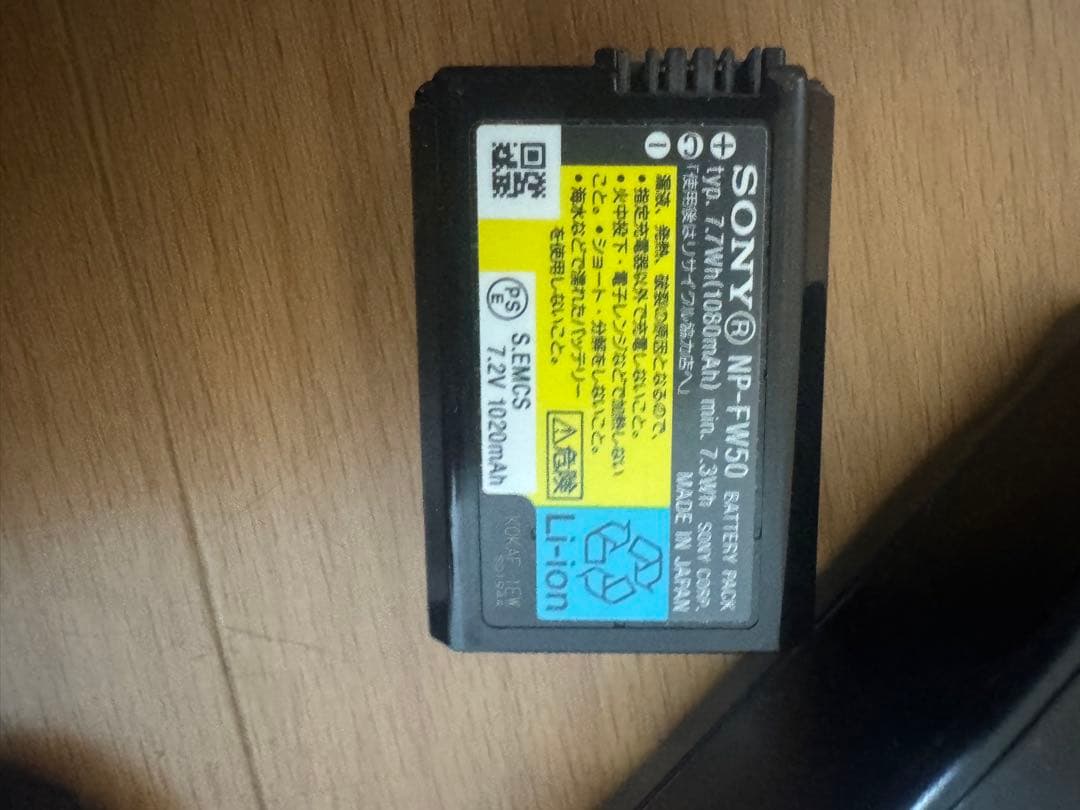 SONY® NP-FW50 BATTERY PACK
typ. 7.7Wh(1080mAh) min. 7.3Wh SONY CORP.
「使用後はリサイクル協力店へ」 MADE IN JAPAN
漏液、発熱、破裂の原因となるので、
•指定充電器以外で充電しないこと。
•火中投下・電子レンジなどで加熱しない
こと。•ショート・分解をしないこと。
•海水などで濡れたバッテリー
を使用しないこと。
危険
Li-ion
PS
E
S.EMCS
7.2V 1020mAh